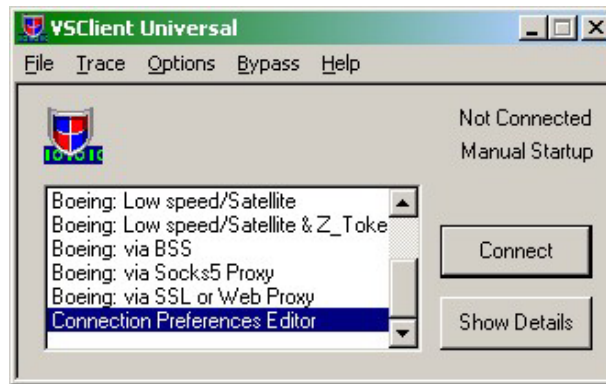 VSClient Universal
File Trace Options Bypass Help
Not Connected
Manual Startup
Boeing: Low speed/Satellite
Boeing: Low speed/Satellite & Z_Toke
Boeing: via BSS
Boeing: via Socks5 Proxy
Boeing: via SSL or Web Proxy
Connection Preferences Editor
Connect
Show Details